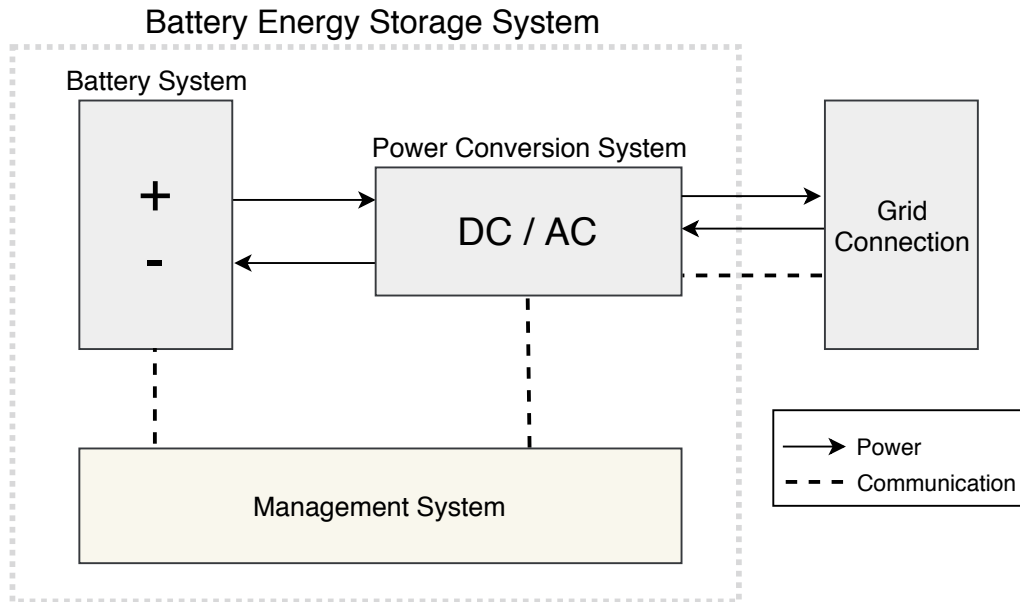 Battery Energy Storage System
Battery System
+
-
Power Conversion System
DC / AC
Grid
Connection
Management System
Power
Communication